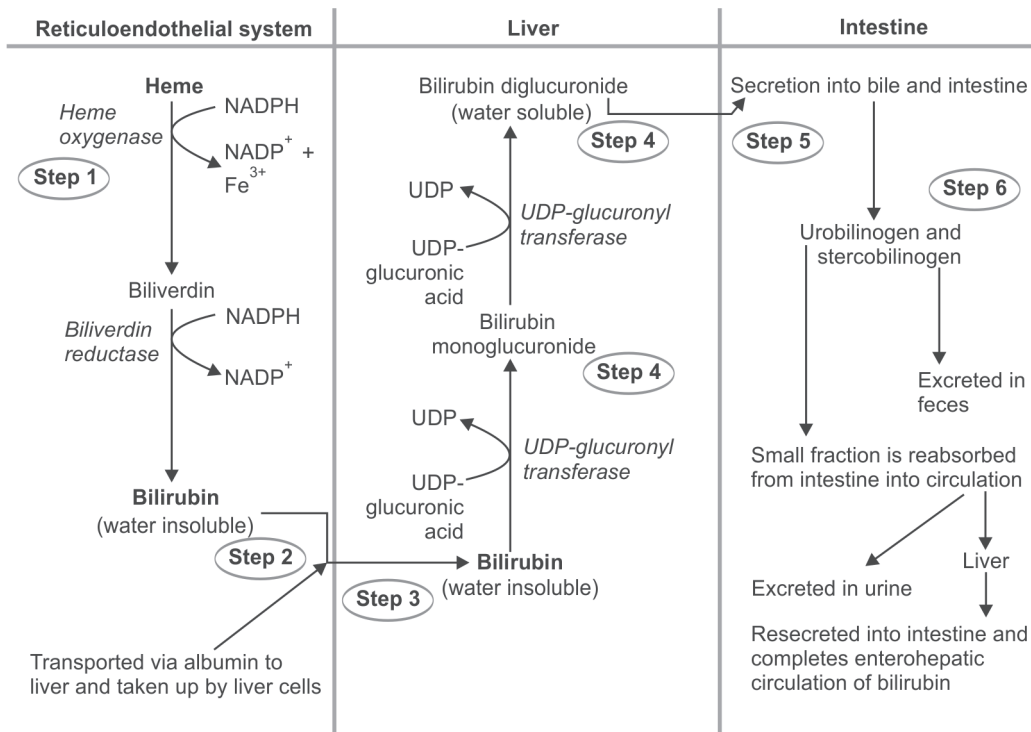 Reticuloendothelial system
Heme
Heme
oxygenase
NADPH
NADP+ +
Fe3+
Step 1
Biliverdin
Biliverdin
reductase
NADPH
NADP+
Bilirubin
(water insoluble)
Step 2
Transported via albumin to
liver and taken up by liver cells
Liver
Bilirubin diglucuronide
(water soluble)
Step 4
UDP
UDP-glucuronyl
transferase
UDP-
glucuronic
acid
Bilirubin
monoglucuronide
Step 4
UDP
UDP-glucuronyl
transferase
UDP-
glucuronic
acid
Bilirubin
(water insoluble)
Step 3
Intestine
Secretion into bile and intestine
Step 5
Step 6
Urobilinogen and
stercobilinogen
Excreted in
feces
Small fraction is reabsorbed
from intestine into circulation
Liver
Excreted in urine
Resecreted into intestine and
completes enterohepatic
circulation of bilirubin